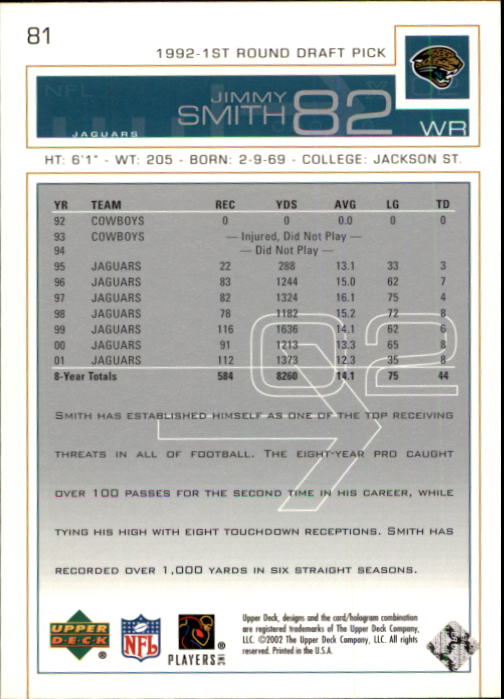 81
1992-1ST ROUND DRAFT PICK
NFL
JIMMY
SMITH 82
JAGUARS
WR
HT: 6'1" - WT: 205 - BORN: 2-9-69 - COLLEGE: JACKSON ST.
YR TEAM REC YDS AVG LG TD
92 COWBOYS 0 0 0.0 0 0
93 COWBOYS — Injured, Did Not Play —
94 — Did Not Play —
95 JAGUARS 22 288 13.1 33 3
96 JAGUARS 83 1244 15.0 62 7
97 JAGUARS 82 1324 16.1 75 4
98 JAGUARS 78 1182 15.2 72 8
99 JAGUARS 116 1636 14.1 62 6
00 JAGUARS 91 1213 13.3 65 8
01 JAGUARS 112 1373 12.3 35 8
8-Year Totals 584 8260 14.1 75 44
82
SMITH HAS ESTABLISHED HIMSELF AS ONE OF THE TOP RECEIVING
THREATS IN ALL OF FOOTBALL. THE EIGHT-YEAR PRO CAUGHT
OVER 100 PASSES FOR THE SECOND TIME IN HIS CAREER, WHILE
TYING HIS HIGH WITH EIGHT TOUCHDOWN RECEPTIONS. SMITH HAS
RECORDED OVER 1,000 YARDS IN SIX STRAIGHT SEASONS.
UPPER
DECK
NFL
PLAYERS INC
Upper Deck, designs and the card/hologram combination
are registered trademarks of The Upper Deck Company,
LLC. ©2002 The Upper Deck Company, LLC. All rights
reserved. Printed in the U.S.A.